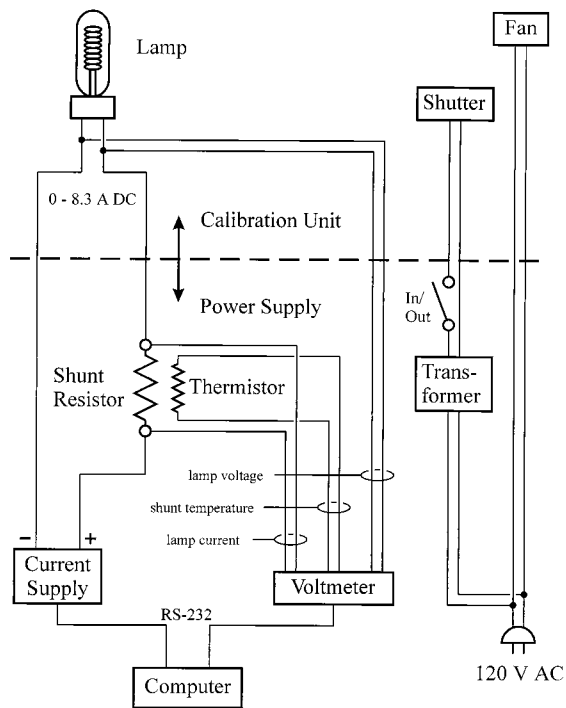 Fan
Lamp
Shutter
0 - 8.3 A DC
Calibration Unit
Power Supply
In/
Out
Shunt
Resistor
Thermistor
Trans-
former
lamp voltage
shunt temperature
lamp current
− +
Current
Supply
Voltmeter
RS-232
Computer
120 V AC